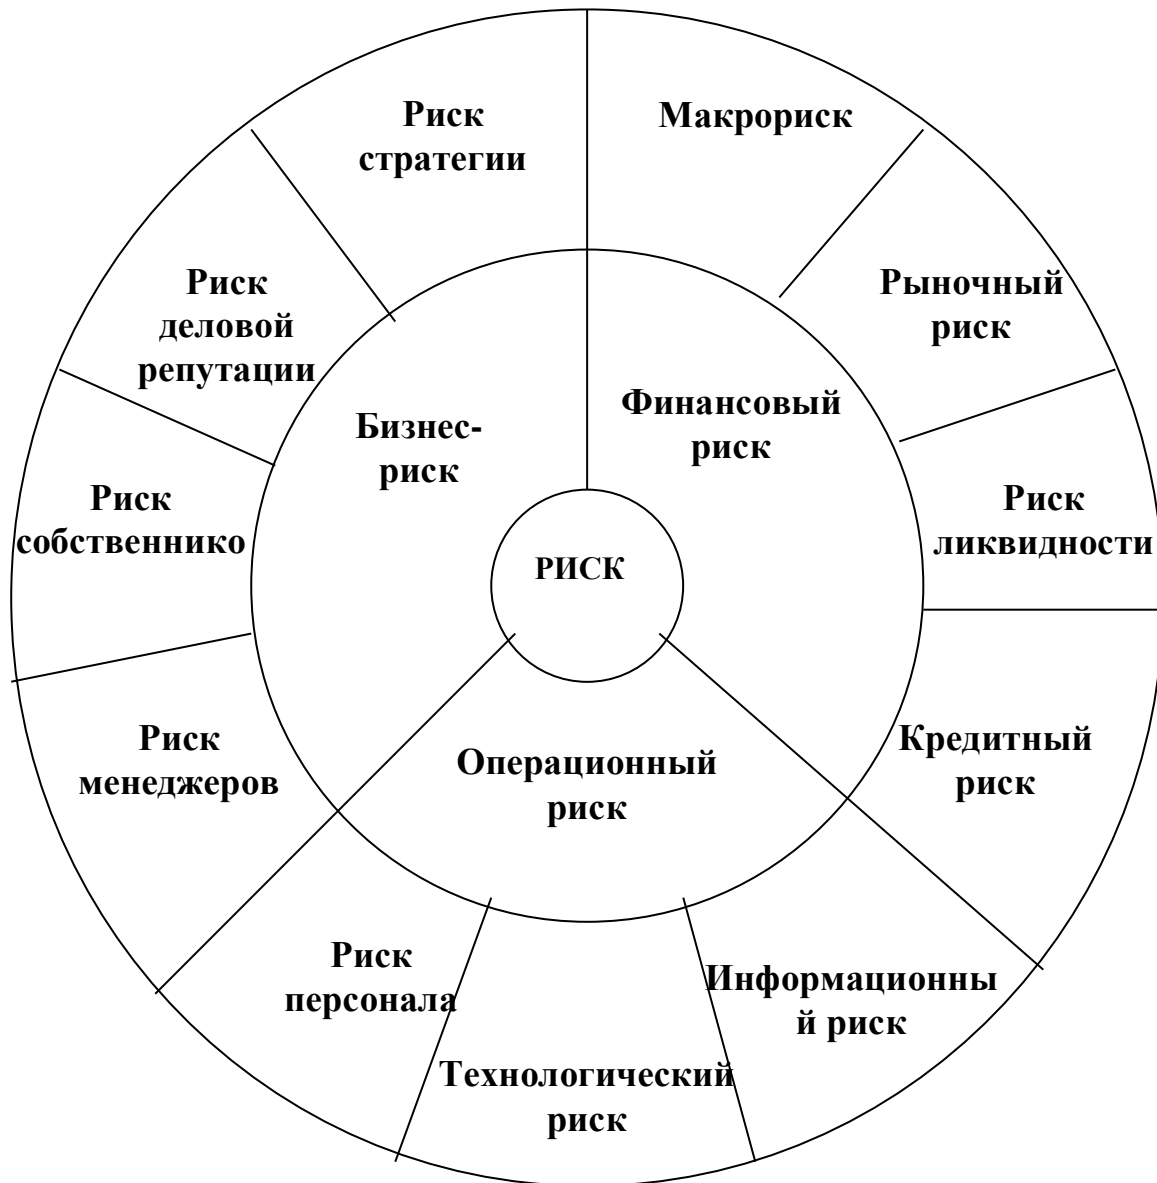 Риск
стратегии
Макрориск
Риск
деловой
репутации
Рыночный
риск
Бизнес-
риск
Финансовый
риск
Риск
собственнико
Риск
ликвидности
РИСК
Риск
менеджеров
Операционный
риск
Кредитный
риск
Риск
персонала
Информационны
й риск
Технологический
риск